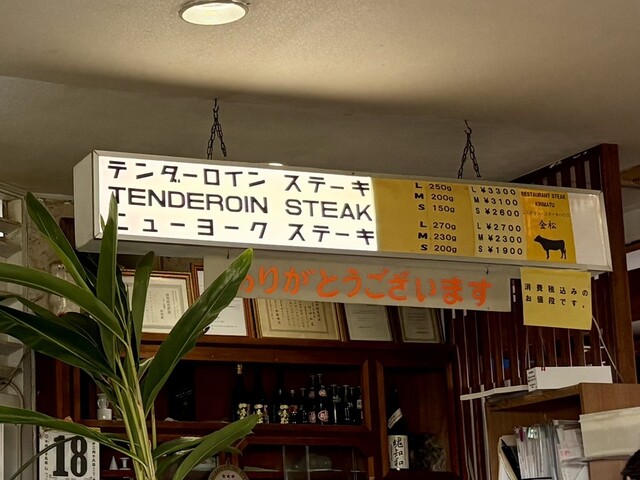 テンダーロイン ステーキ
TENDEROIN STEAK
ニューヨーク ステーキ
L 250g
M 200g
S 150g
L 270g
M 230g
S 200g
L ¥3300
M ¥3100
S ¥2600
L ¥2700
M ¥2300
S ¥1900
RESTAURANT STEAK
金松
ありがとうございます
消費税込みの
お値段です。
18